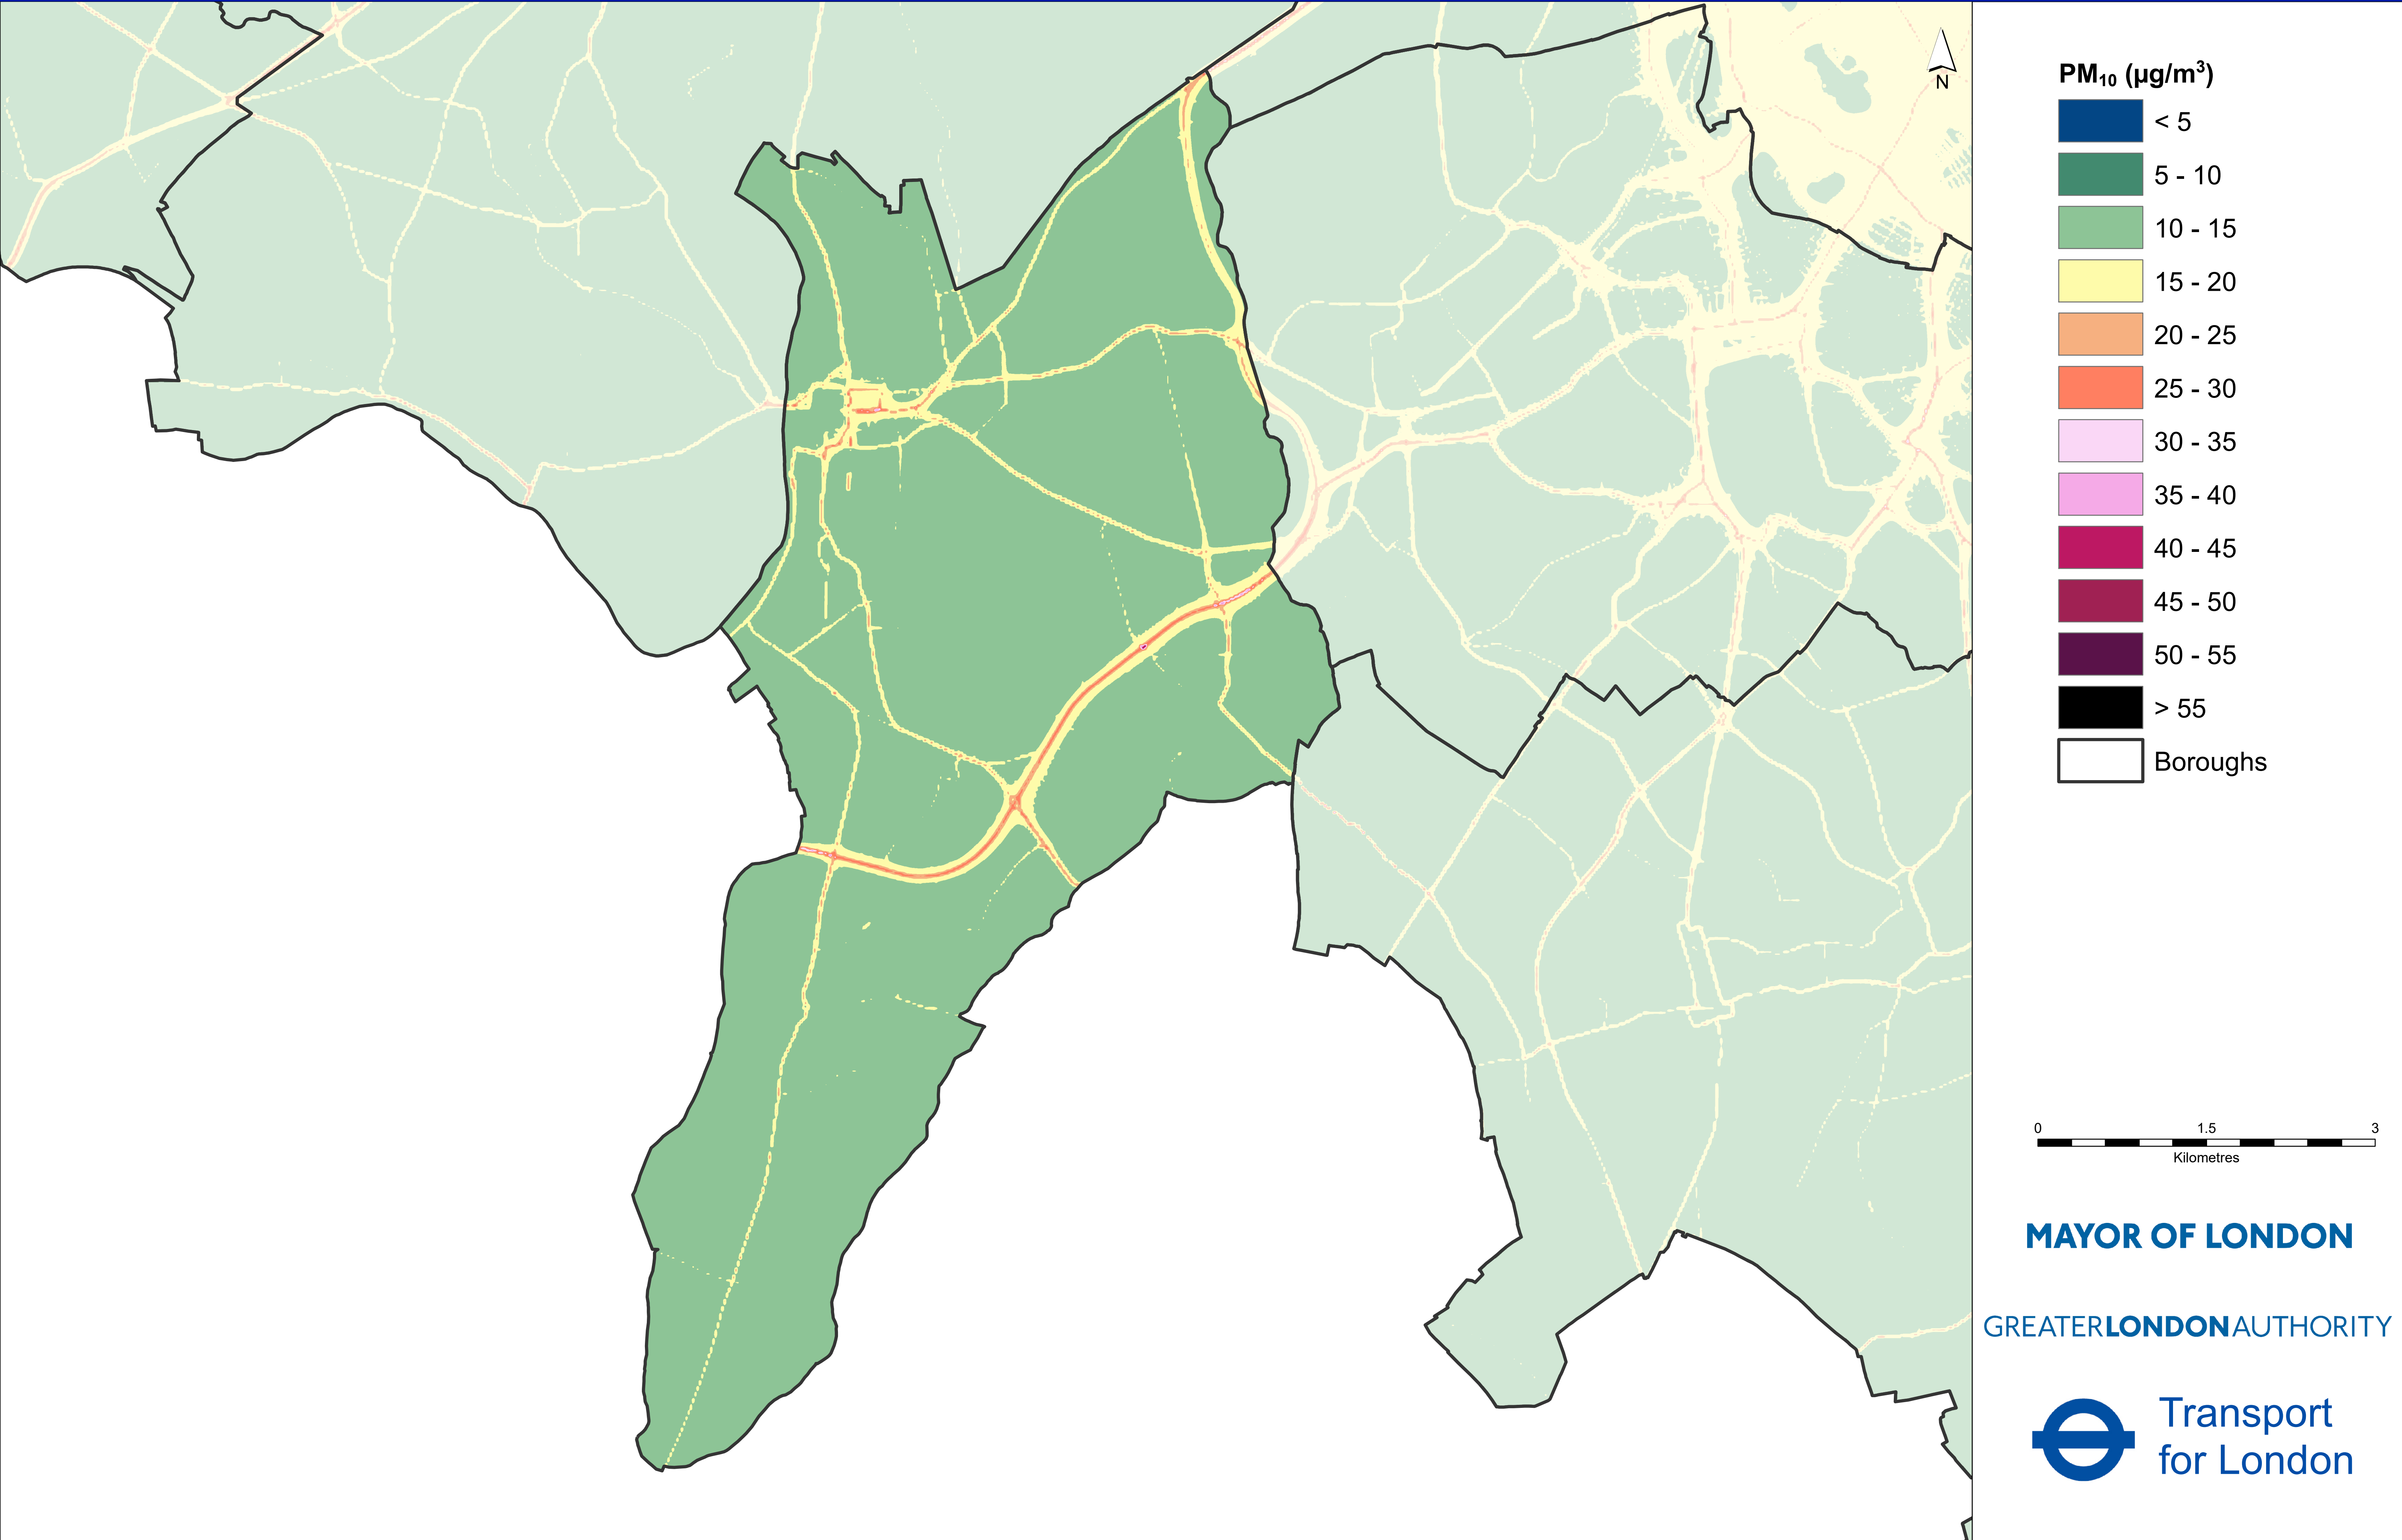 N
PM₁₀ (µg/m³)
< 5
5 - 10
10 - 15
15 - 20
20 - 25
25 - 30
30 - 35
35 - 40
40 - 45
45 - 50
50 - 55
> 55
Boroughs
0 1.5 3
Kilometres
MAYOR OF LONDON
GREATERLONDONAUTHORITY
Transport
for London